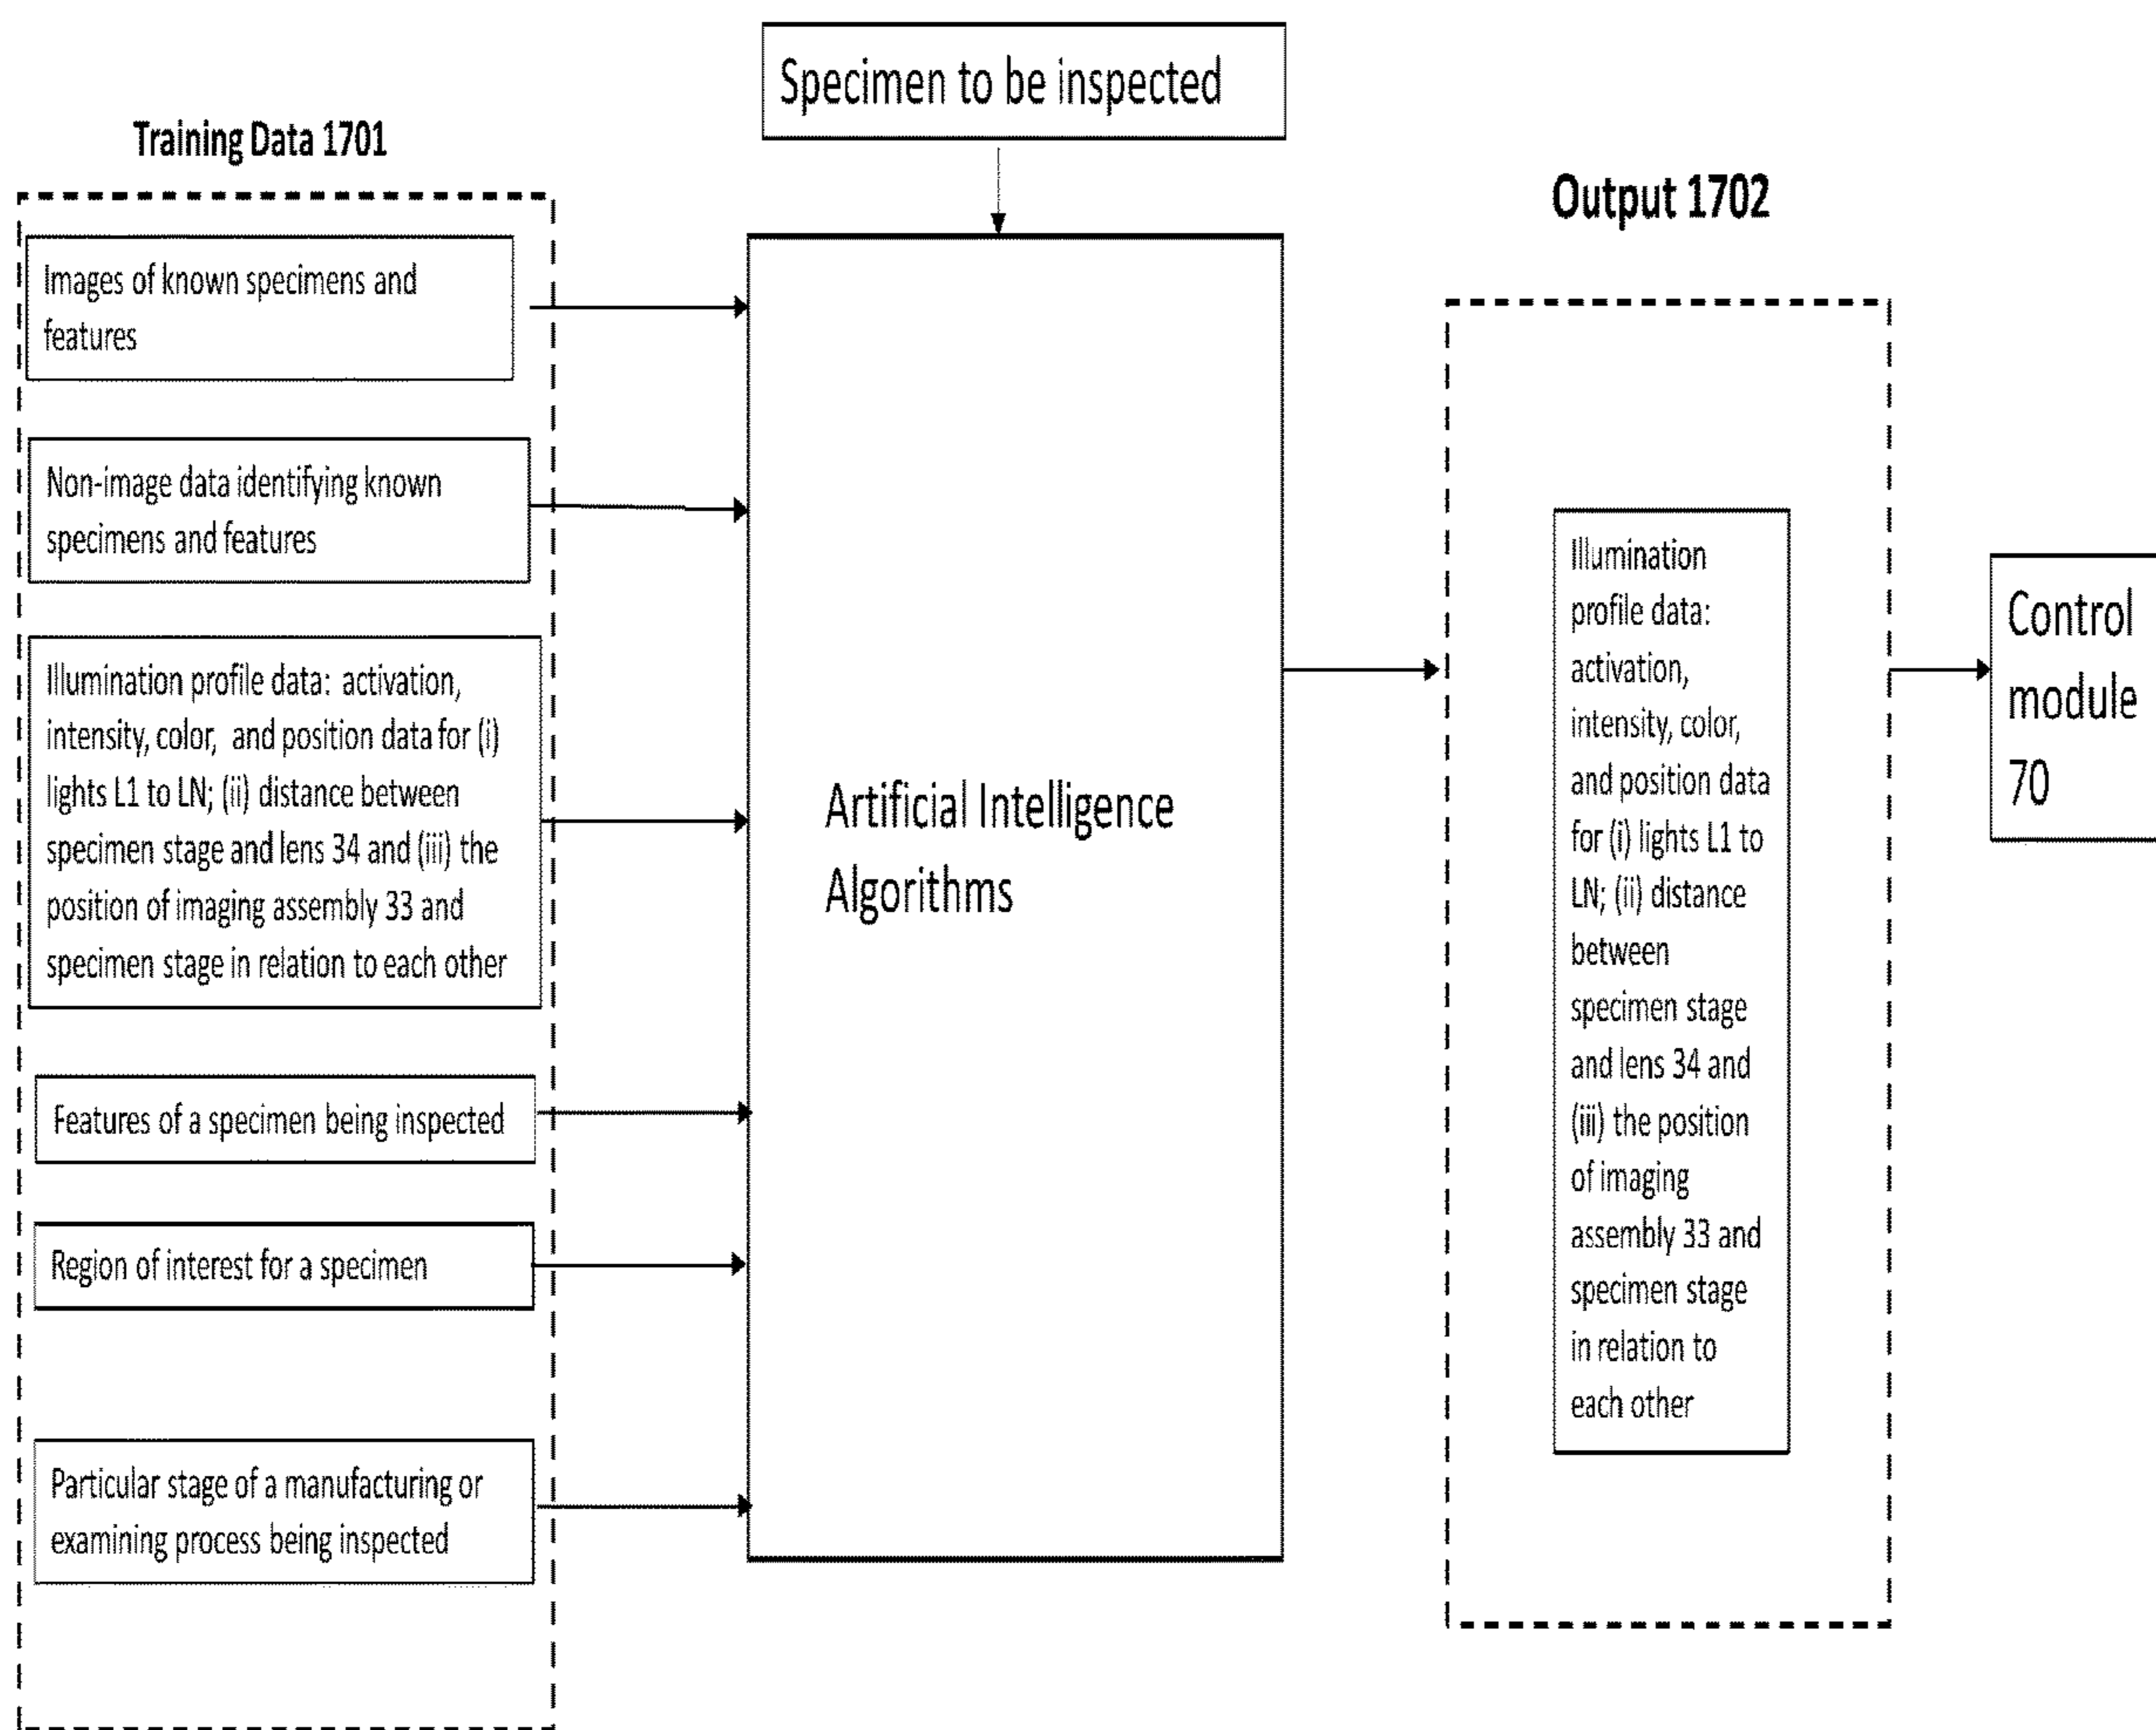 Specimen to be inspected
Training Data 1701
Images of known specimens and
features
Non-image data identifying known
specimens and features
Illumination profile data: activation,
intensity, color, and position data for (i)
lights L1 to LN; (ii) distance between
specimen stage and lens 34 and (iii) the
position of imaging assembly 33 and
specimen stage in relation to each other
Features of a specimen being inspected
Region of interest for a specimen
Particular stage of a manufacturing or
examining process being inspected
Artificial Intelligence
Algorithms
Output 1702
Illumination
profile data:
activation,
intensity, color,
and position data
for (i) lights L1 to
LN; (ii) distance
between
specimen stage
and lens 34 and
(iii) the position
of imaging
assembly 33 and
specimen stage
in relation to
each other
Control
module
70